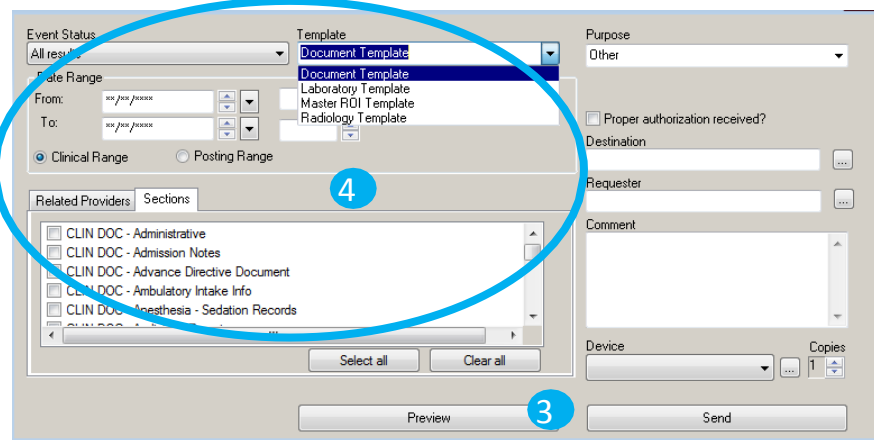 Event Status
All results
Template
Document Template
Document Template
Laboratory Template
Master ROI Template
Radiology Template
Date Range
From:
**/**/****
To:
**/**/****
Clinical Range
Posting Range
4
Related Providers
Sections
CLIN DOC - Administrative
CLIN DOC - Admission Notes
CLIN DOC - Advance Directive Document
CLIN DOC - Ambulatory Intake Info
CLIN DOC - Anesthesia - Sedation Records
CLIN DOC -
Select all
Clear all
Preview
3
Purpose
Other
Proper authorization received?
Destination
...
Requester
...
Comment
Device
...
Copies
1
Send